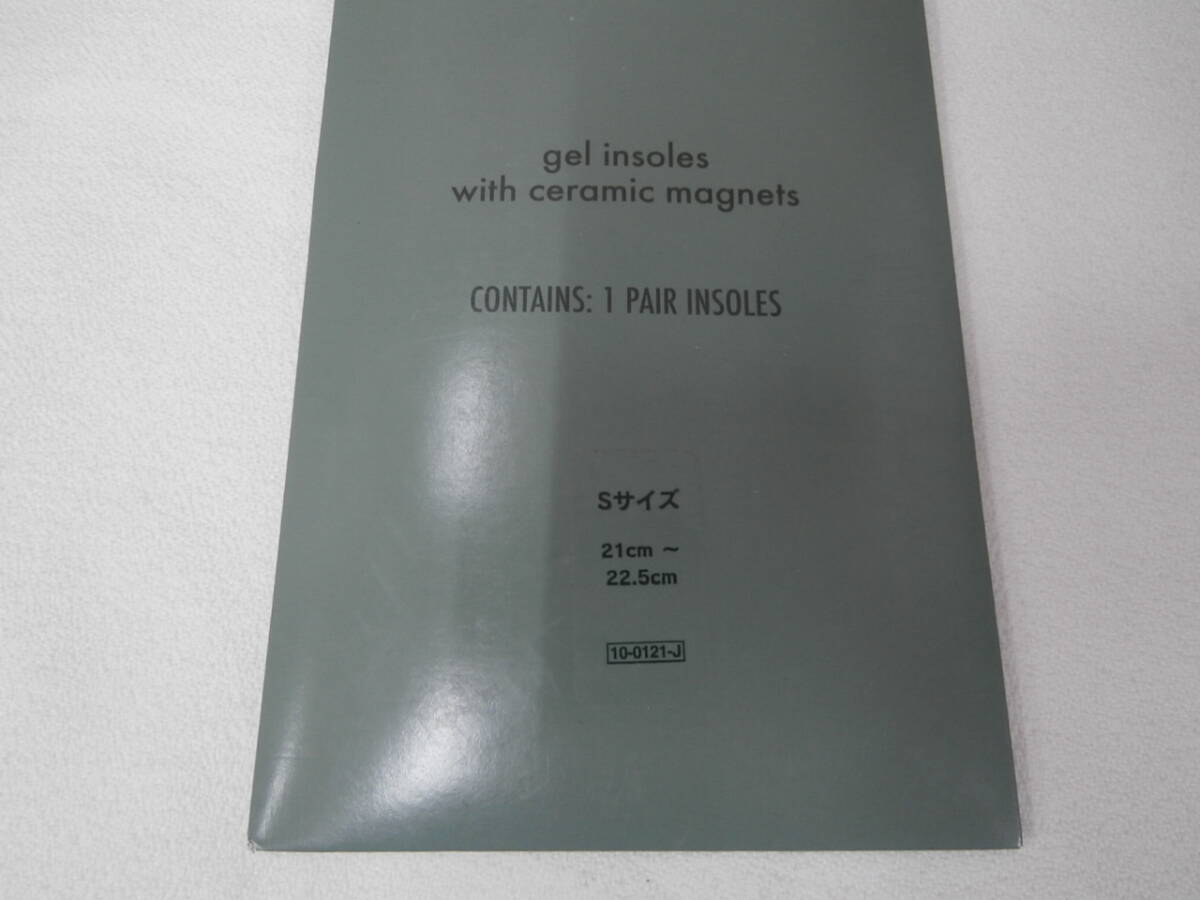 gel insoles
with ceramic magnets
CONTAINS: 1 PAIR INSOLES
Sサイズ
21cm ～
22.5cm
10-0121-J